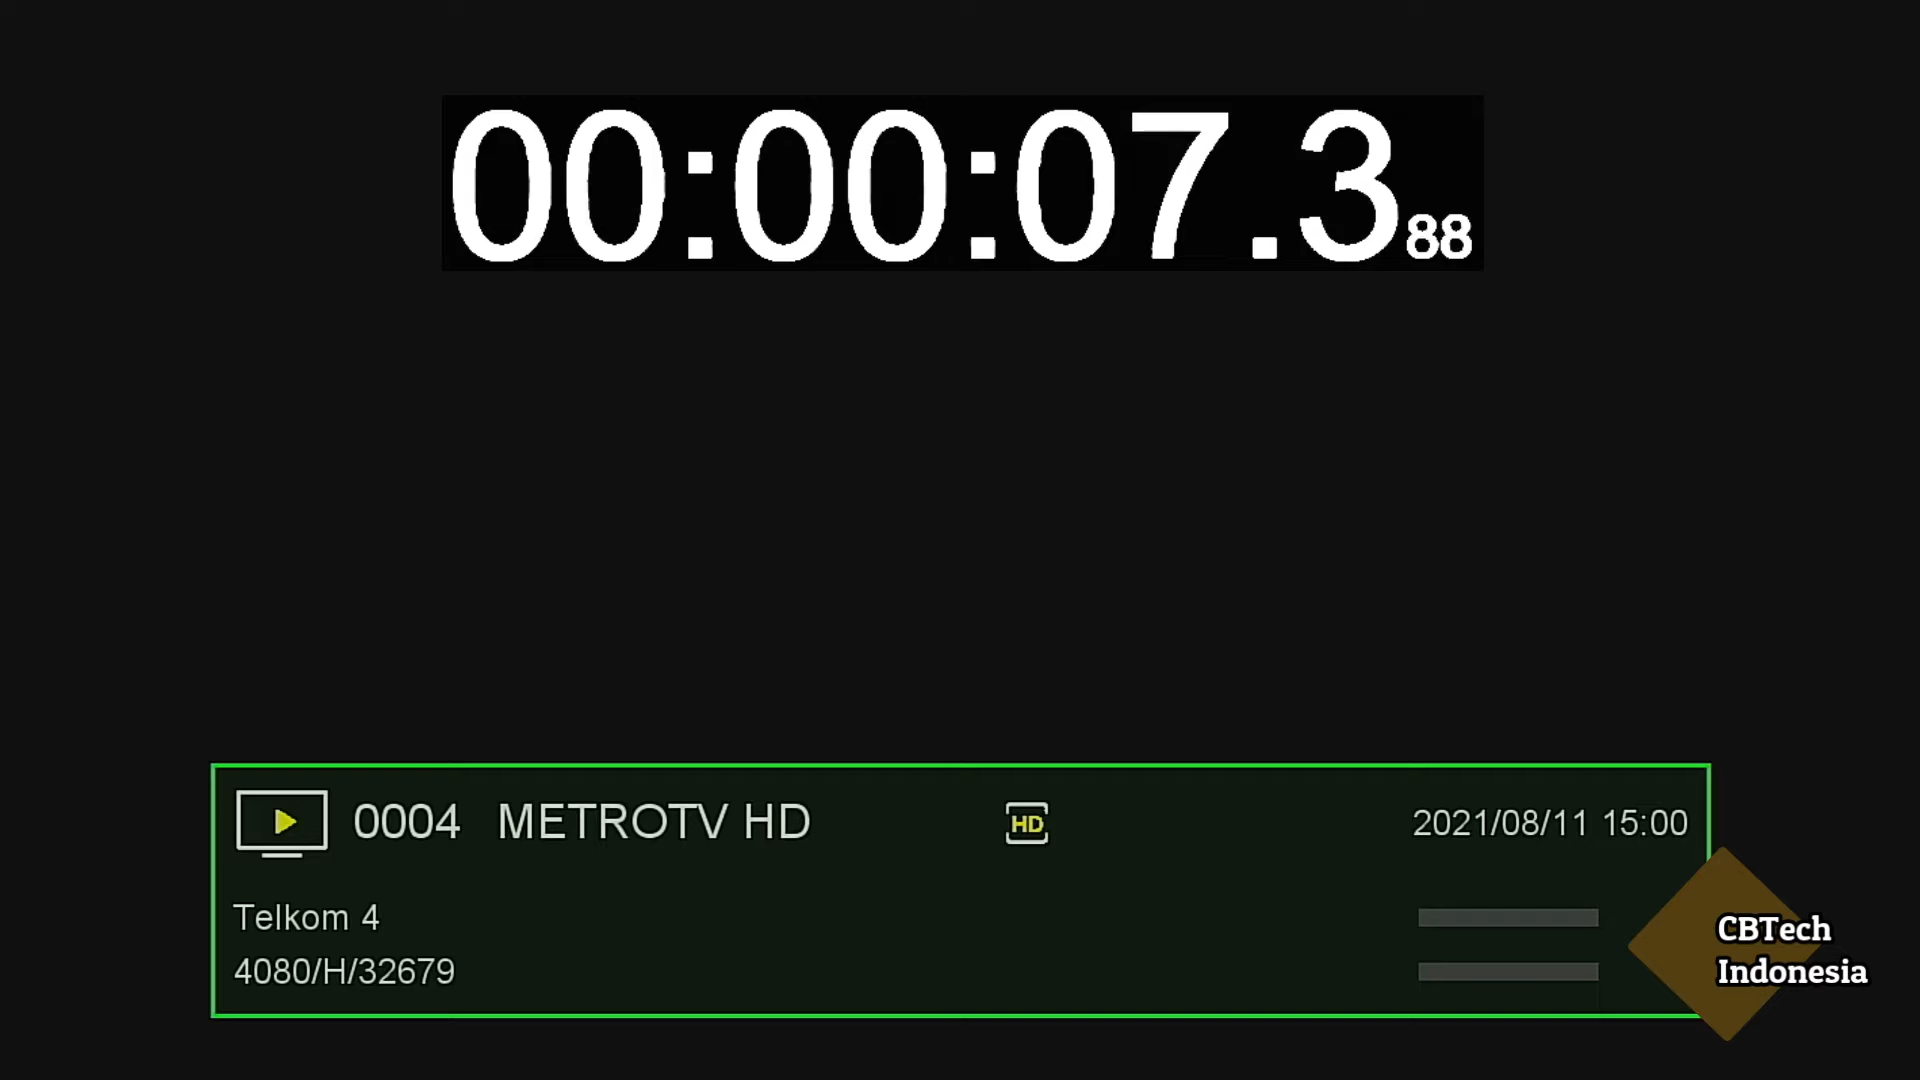 00:00:07.388
0004 METROTV HD HD 2021/08/11 15:00
Telkom 4
4080/H/32679
CBTech
Indonesia